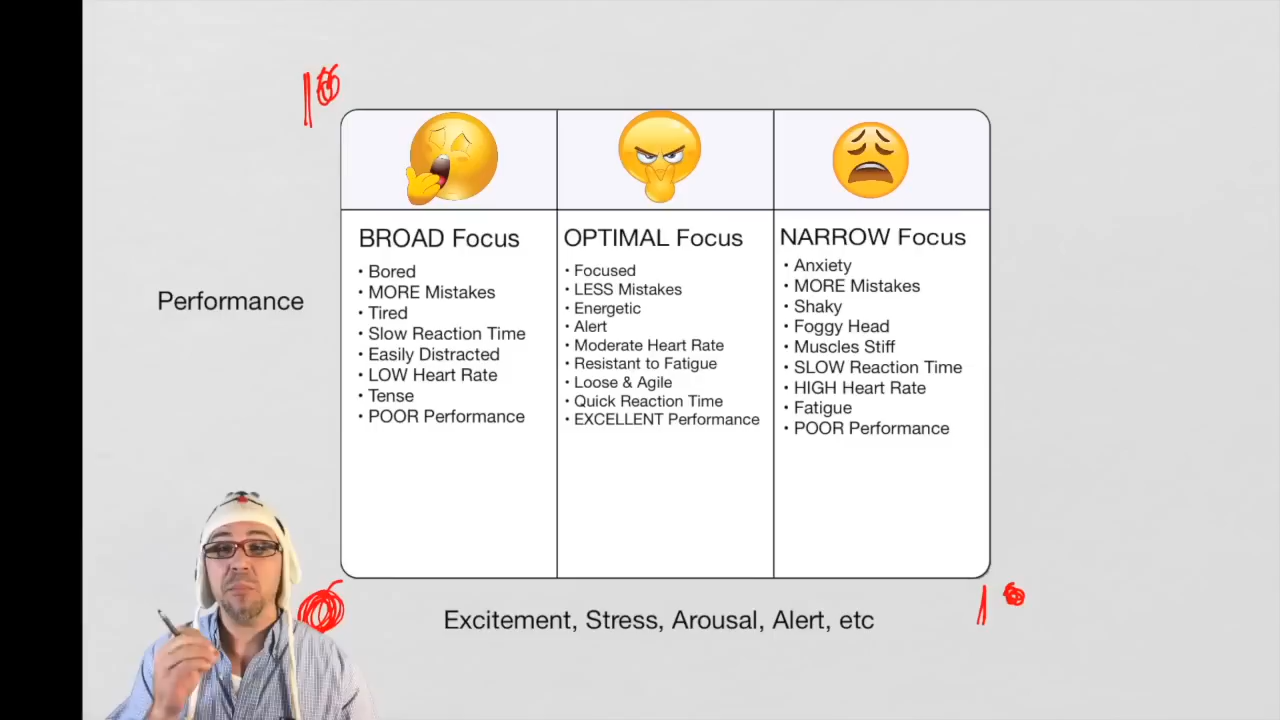 10
BROAD Focus
• Bored
• MORE Mistakes
• Tired
• Slow Reaction Time
• Easily Distracted
• LOW Heart Rate
• Tense
• POOR Performance
OPTIMAL Focus
• Focused
• LESS Mistakes
• Energetic
• Alert
• Moderate Heart Rate
• Resistant to Fatigue
• Loose & Agile
• Quick Reaction Time
• EXCELLENT Performance
NARROW Focus
• Anxiety
• MORE Mistakes
• Shaky
• Foggy Head
• Muscles Stiff
• SLOW Reaction Time
• HIGH Heart Rate
• Fatigue
• POOR Performance
Performance
0
10
Excitement, Stress, Arousal, Alert, etc